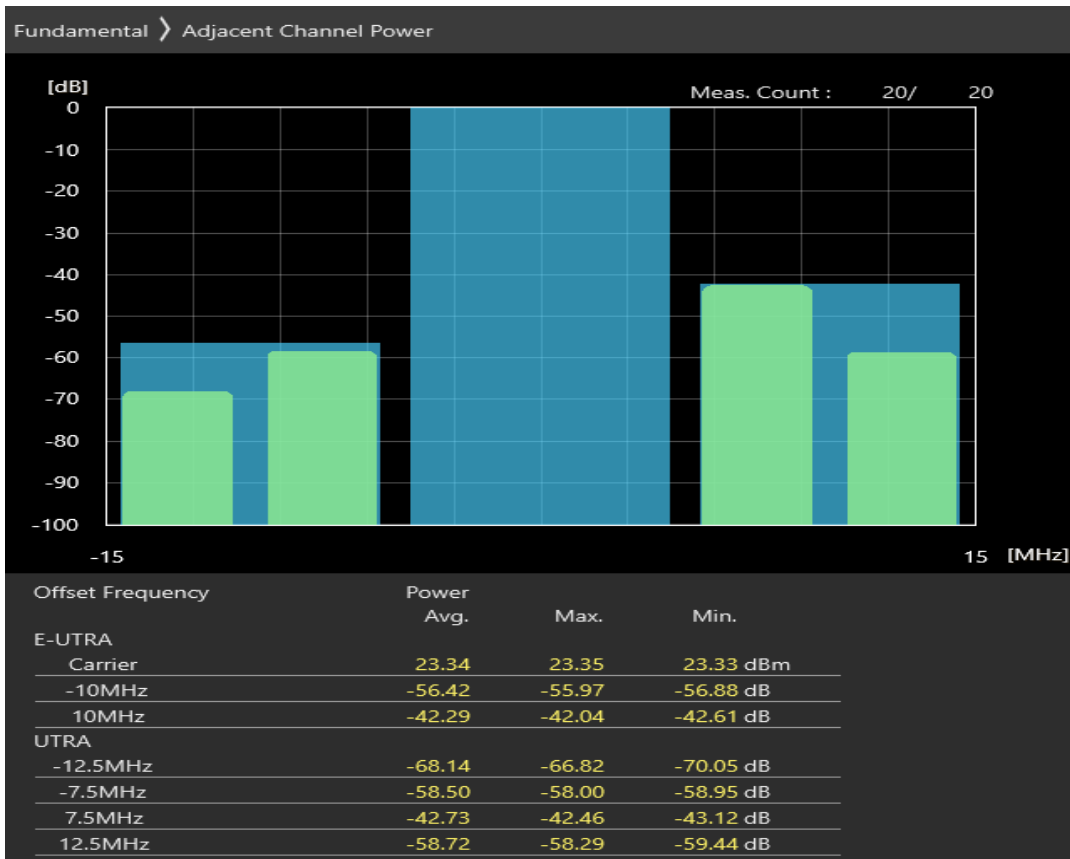 Fundamental 〉 Adjacent Channel Power
[dB]
Meas. Count : 20/ 20
0
-10
-20
-30
-40
-50
-60
-70
-80
-90
-100
-15 15 [MHz]
Offset Frequency Power
Avg. Max. Min.
E-UTRA
Carrier 23.34 23.35 23.33 dBm
-10MHz -56.42 -55.97 -56.88 dB
10MHz -42.29 -42.04 -42.61 dB
UTRA
-12.5MHz -68.14 -66.82 -70.05 dB
-7.5MHz -58.50 -58.00 -58.95 dB
7.5MHz -42.73 -42.46 -43.12 dB
12.5MHz -58.72 -58.29 -59.44 dB